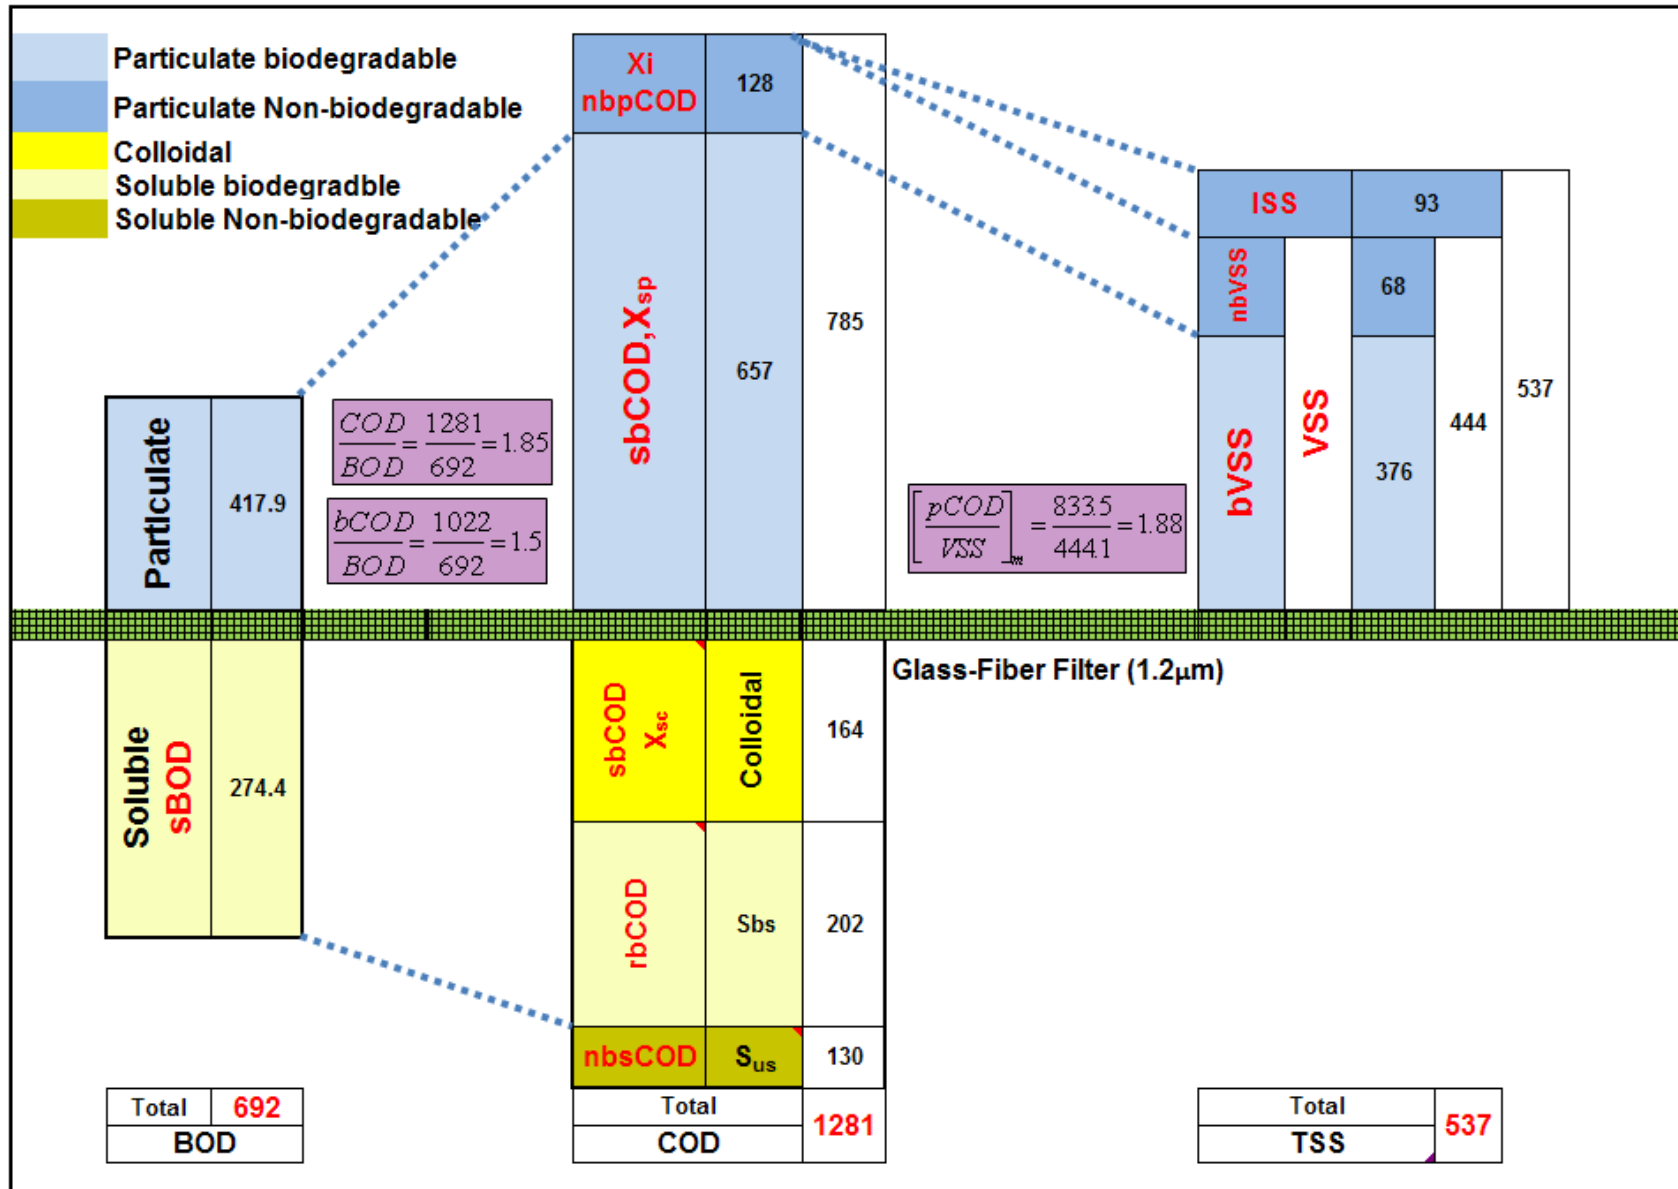 Particulate biodegradable
Particulate Non-biodegradable
Colloidal
Soluble biodegradble
Soluble Non-biodegradable
Particulate
417.9
Soluble
sBOD
274.4
Total 692
BOD
COD/BOD = 1281/692 = 1.85
bCOD/BOD = 1022/692 = 1.5
Xi
nbpCOD
128
sbCOD,Xsp
657
785
sbCOD
Xsc
Colloidal
164
rbCOD
Sbs
202
nbsCOD
Sus
130
Total
COD
1281
Glass-Fiber Filter (1.2μm)
[pCOD/VSS]m = 833.5/444.1 = 1.88
ISS
93
nbVSS
68
bVSS
VSS
376
444
537
Total
TSS
537